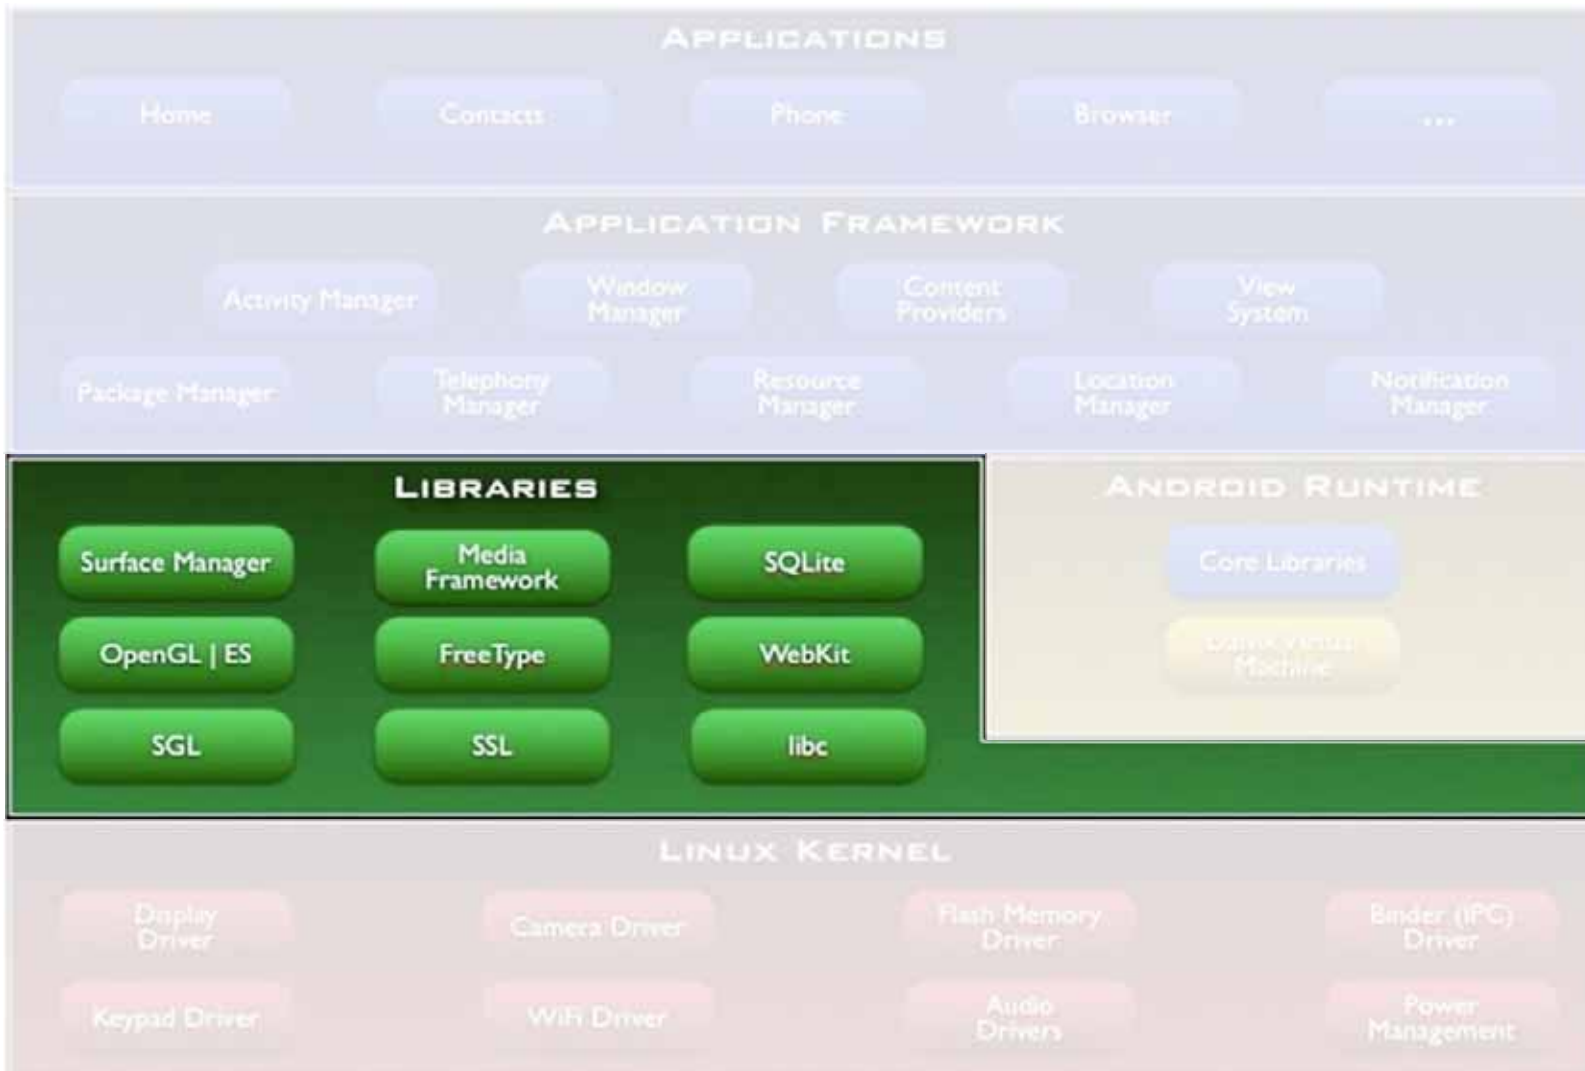 APPLICATIONS
Home
Contacts
Phone
Browser
...
APPLICATION FRAMEWORK
Activity Manager
Window
Manager
Content
Providers
View
System
Package Manager
Telephony
Manager
Resource
Manager
Location
Manager
Notification
Manager
LIBRARIES
Surface Manager
Media
Framework
SQLite
OpenGL | ES
FreeType
WebKit
SGL
SSL
libc
ANDROID RUNTIME
Core Libraries
Dalvik Virtual
Machine
LINUX KERNEL
Display
Driver
Camera Driver
Flash Memory
Driver
Binder (IPC)
Driver
Keypad Driver
WiFi Driver
Audio
Drivers
Power
Management